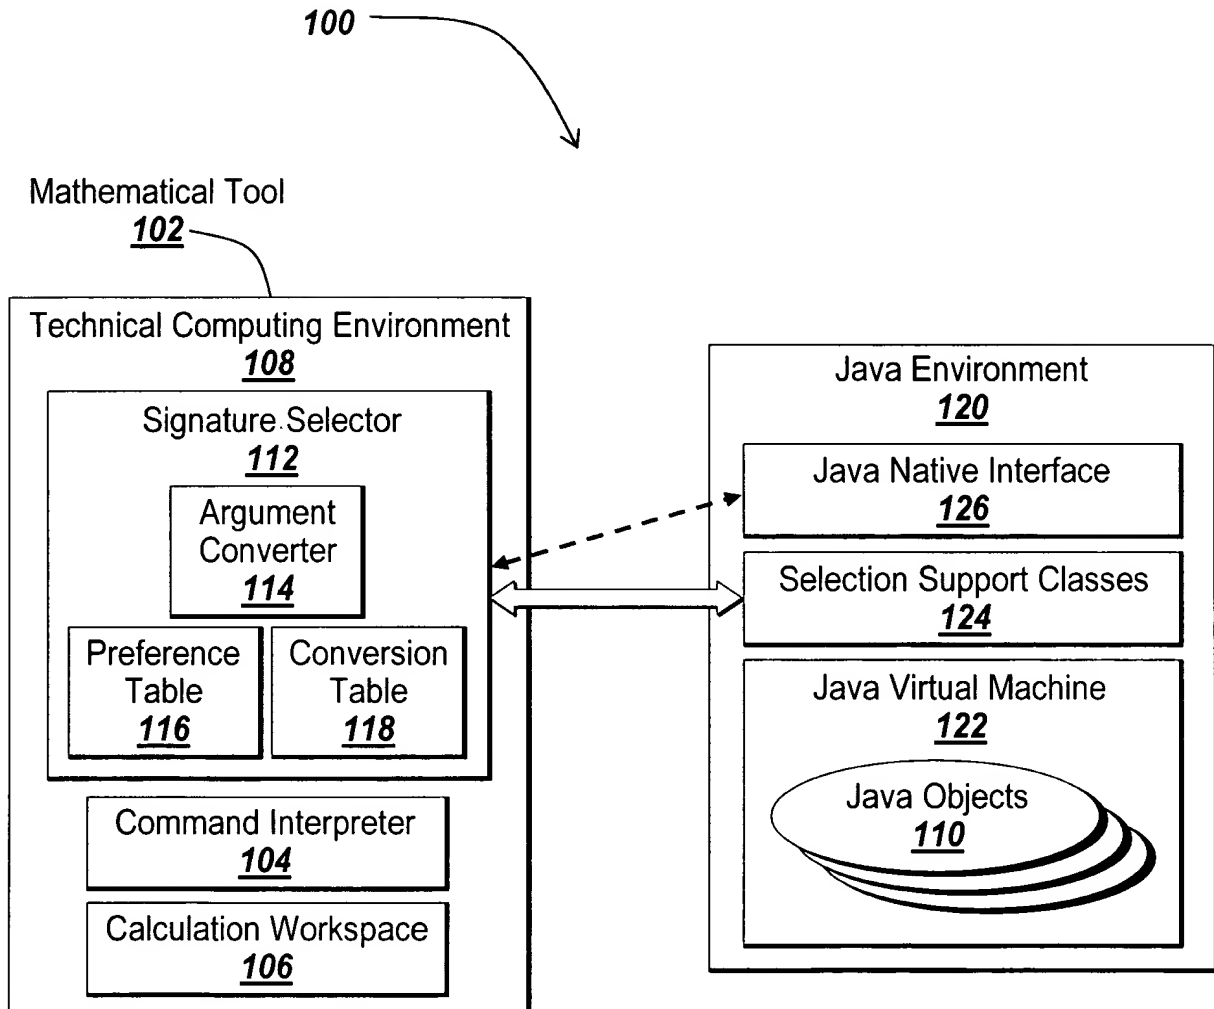 100
Mathematical Tool
102
Technical Computing Environment
108
Signature Selector
112
Argument
Converter
114
Preference
Table
116
Conversion
Table
118
Command Interpreter
104
Calculation Workspace
106
Java Environment
120
Java Native Interface
126
Selection Support Classes
124
Java Virtual Machine
122
Java Objects
110